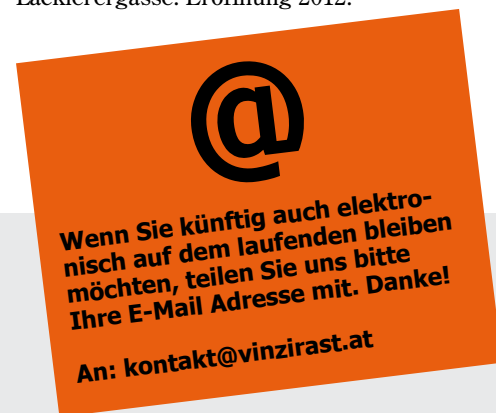 Lackierergasse. Eröffnung 2012.
@
Wenn Sie künftig auch elektro-
nisch auf dem laufenden bleiben
möchten, teilen Sie uns bitte
Ihre E-Mail Adresse mit. Danke!
An: kontakt@vinzirast.at